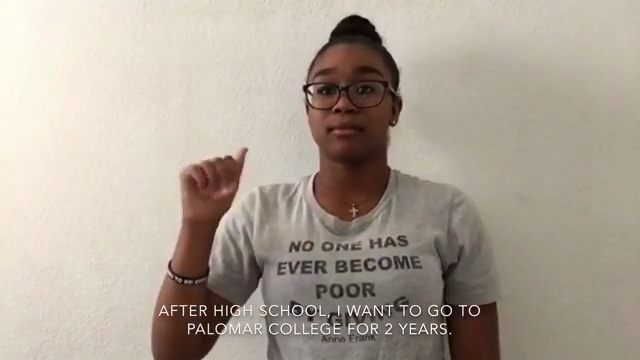 NO ONE HAS
EVER BECOME
POOR
AFTER HIGH SCHOOL, I WANT TO GO TO
PALOMAR COLLEGE FOR 2 YEARS.
Anne Frank